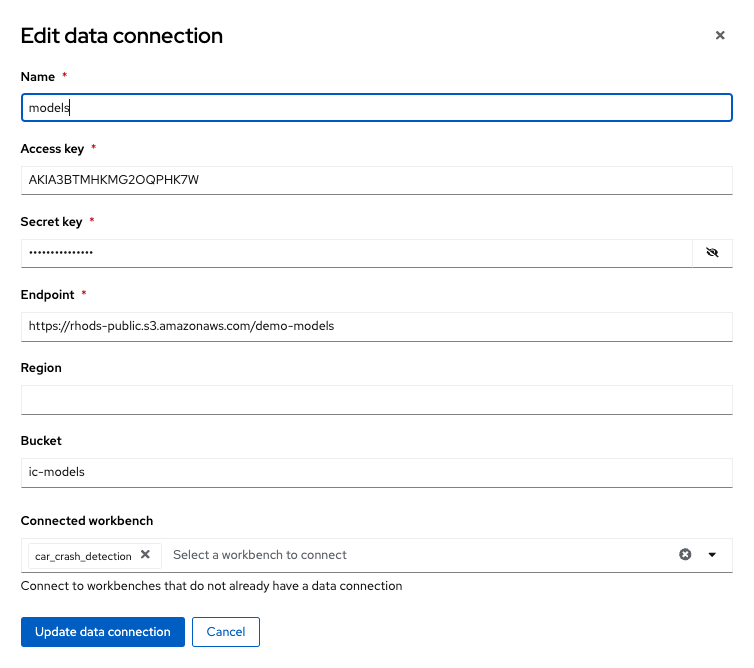 Edit data connection
Name *
models
Access key *
AKIA3BTMHKMG2OQPHK7W
Secret key *
•••••••••••••••
Endpoint *
https://rhods-public.s3.amazonaws.com/demo-models
Region
Bucket
ic-models
Connected workbench
car_crash_detection Select a workbench to connect
Connect to workbenches that do not already have a data connection
Update data connection Cancel